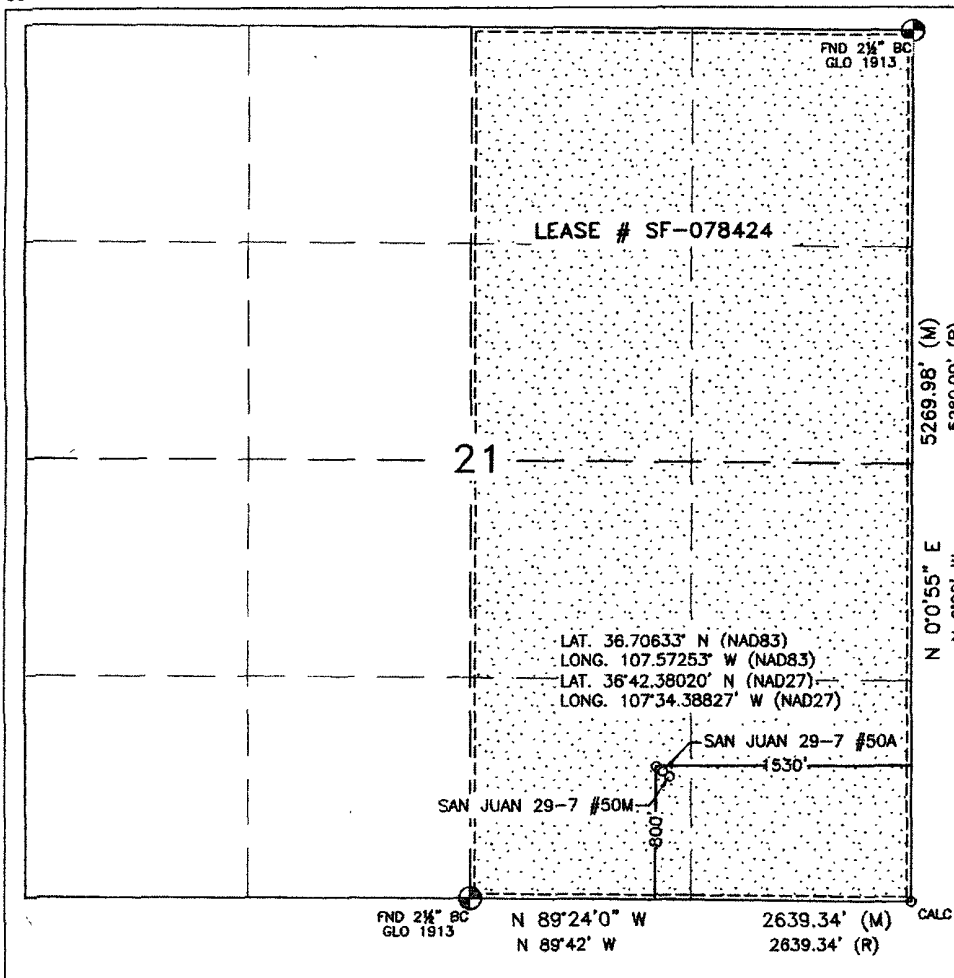 FND 2½" BC
GLO 1913
LEASE # SF-078424
5269.98' (M)
21
N 0°0'55" E
LAT. 36.70633° N (NAD83)
LONG. 107.57253° W (NAD83)
LAT. 36°42.38020' N (NAD27)
LONG. 107°34.38827' W (NAD27)
SAN JUAN 29-7 #50A
1530'
SAN JUAN 29-7 #50M
800'
FND 2½" BC
GLO 1913
N 89°24'0" W 2639.34' (M)
CALC
N 89°42' W 2639.34' (R)